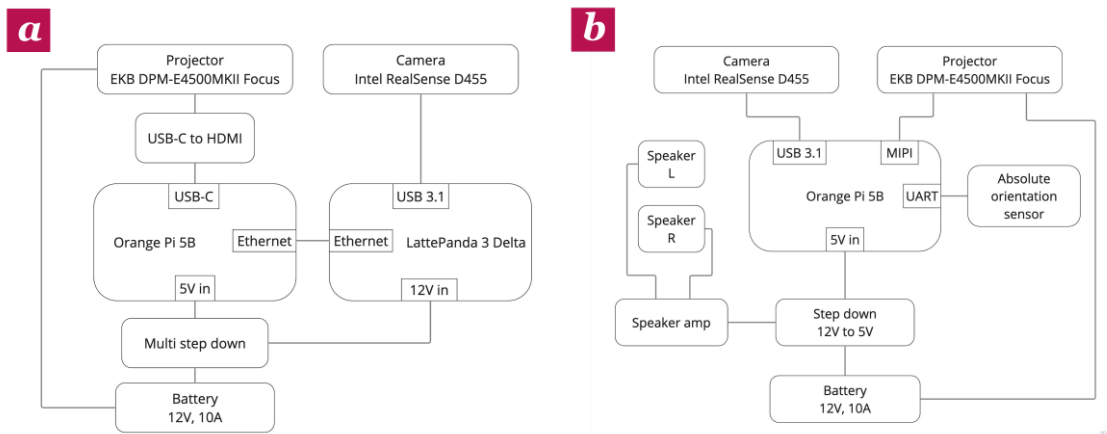 a
Projector
EKB DPM-E4500MKII Focus
Camera
Intel RealSense D455
USB-C to HDMI
USB-C
USB 3.1
Orange Pi 5B
Ethernet
Ethernet
LattePanda 3 Delta
5V in
12V in
Multi step down
Battery
12V, 10A
b
Camera
Intel RealSense D455
Projector
EKB DPM-E4500MKII Focus
Speaker
L
USB 3.1
MIPI
Orange Pi 5B
UART
Absolute
orientation
sensor
Speaker
R
5V in
Speaker amp
Step down
12V to 5V
Battery
12V, 10A